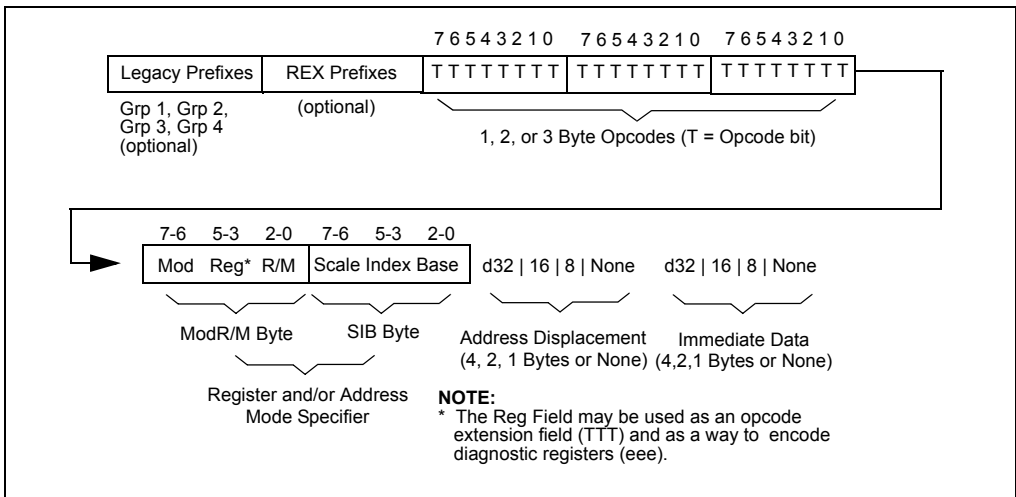 7 6 5 4 3 2 1 0 7 6 5 4 3 2 1 0 7 6 5 4 3 2 1 0
Legacy Prefixes REX Prefixes T T T T T T T T T T T T T T T T T T T T T T T T
Grp 1, Grp 2,
Grp 3, Grp 4
(optional)
(optional)
1, 2, or 3 Byte Opcodes (T = Opcode bit)
7-6 5-3 2-0 7-6 5-3 2-0
Mod Reg* R/M Scale Index Base d32 | 16 | 8 | None d32 | 16 | 8 | None
ModR/M Byte SIB Byte
Address Displacement
(4, 2, 1 Bytes or None)
Immediate Data
(4,2,1 Bytes or None)
Register and/or Address
Mode Specifier
NOTE:
* The Reg Field may be used as an opcode
extension field (TTT) and as a way to encode
diagnostic registers (eee).